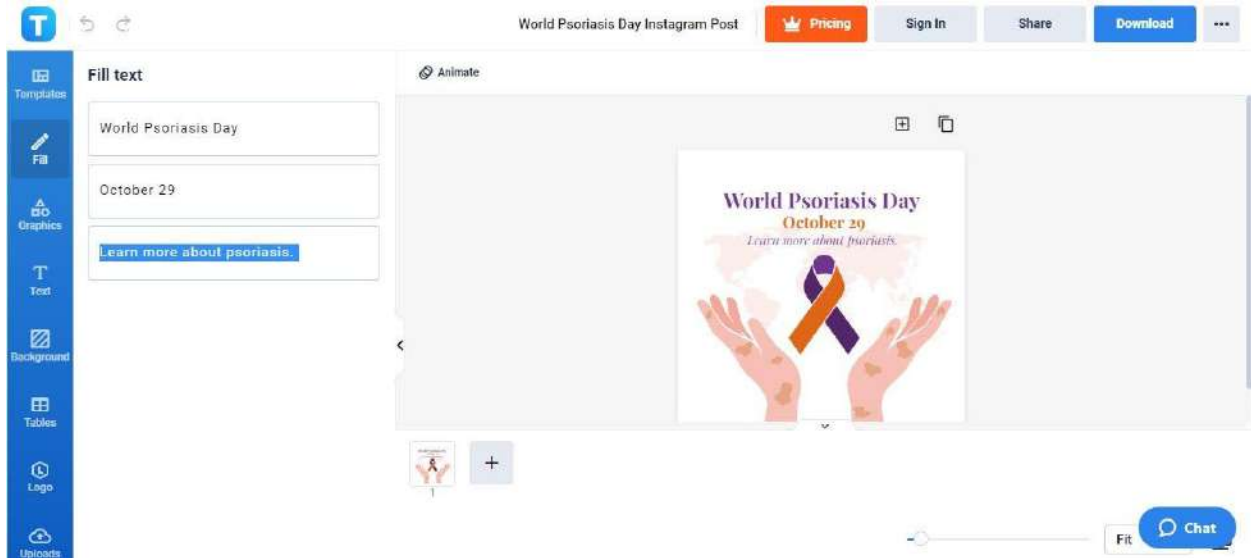 T
World Psoriasis Day Instagram Post
Pricing
Sign In
Share
Download
Templates
Fill
Graphics
Text
Background
Tables
Logo
Uploads
Fill text
World Psoriasis Day
October 29
Learn more about psoriasis.
Animate
World Psoriasis Day
October 29
Learn more about psoriasis.
1
Fit
Chat